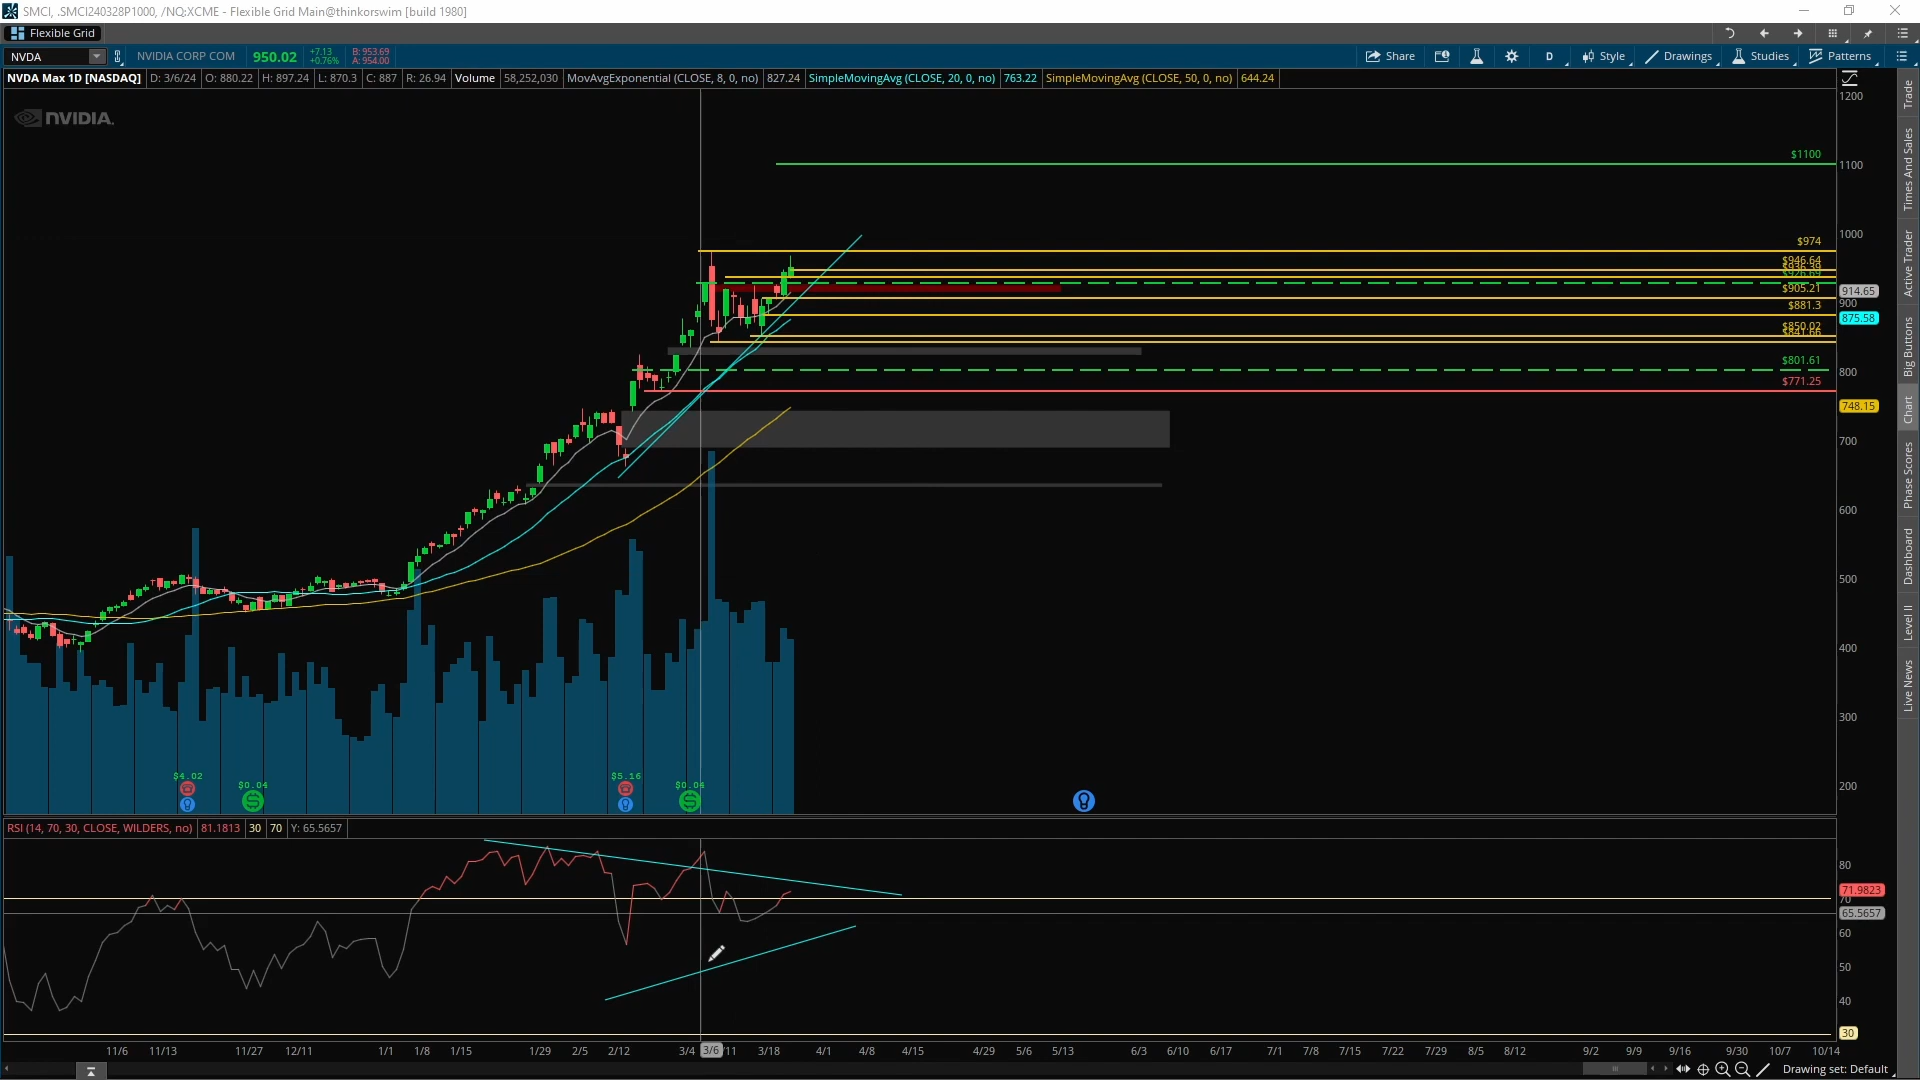 SMCI, .SMCI240328P1000, /NQ:XCME - Flexible Grid Main@thinkorswim [build 1980]
Flexible Grid
NVDA NVIDIA CORP COM 950.02 +7.13 +0.76% B: 953.69 A: 954.00 Share D Style Drawings Studies Patterns
NVDA Max 1D [NASDAQ] D: 3/6/24 O: 880.22 H: 897.24 L: 870.3 C: 887 R: 26.94 Volume 58,252,030 MovAvgExponential (CLOSE, 8, 0, no) 827.24 SimpleMovingAvg (CLOSE, 20, 0, no) 763.22 SimpleMovingAvg (CLOSE, 50, 0, no) 644.24
NVIDIA.
1200
$1100
1100
1000
$974
$946.64
$905.21
914.65
900
$881.3
875.58
$850.02
$801.61
800
$771.25
748.15
700
600
500
400
300
200
$4.02
$0.04
$5.16
$0.04
RSI (14, 70, 30, CLOSE, WILDERS, no) 81.1813 30 70 Y: 65.5657
80
71.9823
70
65.5657
60
50
40
30
11/6 11/13 11/27 12/11 1/1 1/8 1/15 1/29 2/5 2/12 3/4 3/6 11 3/18 4/1 4/8 4/15 4/29 5/6 5/13 6/3 6/10 6/17 7/1 7/8 7/15 7/22 7/29 8/5 8/12 9/2 9/9 9/16 9/30 10/7 10/14
Drawing set: Default
Trade
Times And Sales
Active Trader
Big Buttons
Chart
Phase Scores
Dashboard
Level II
Live News